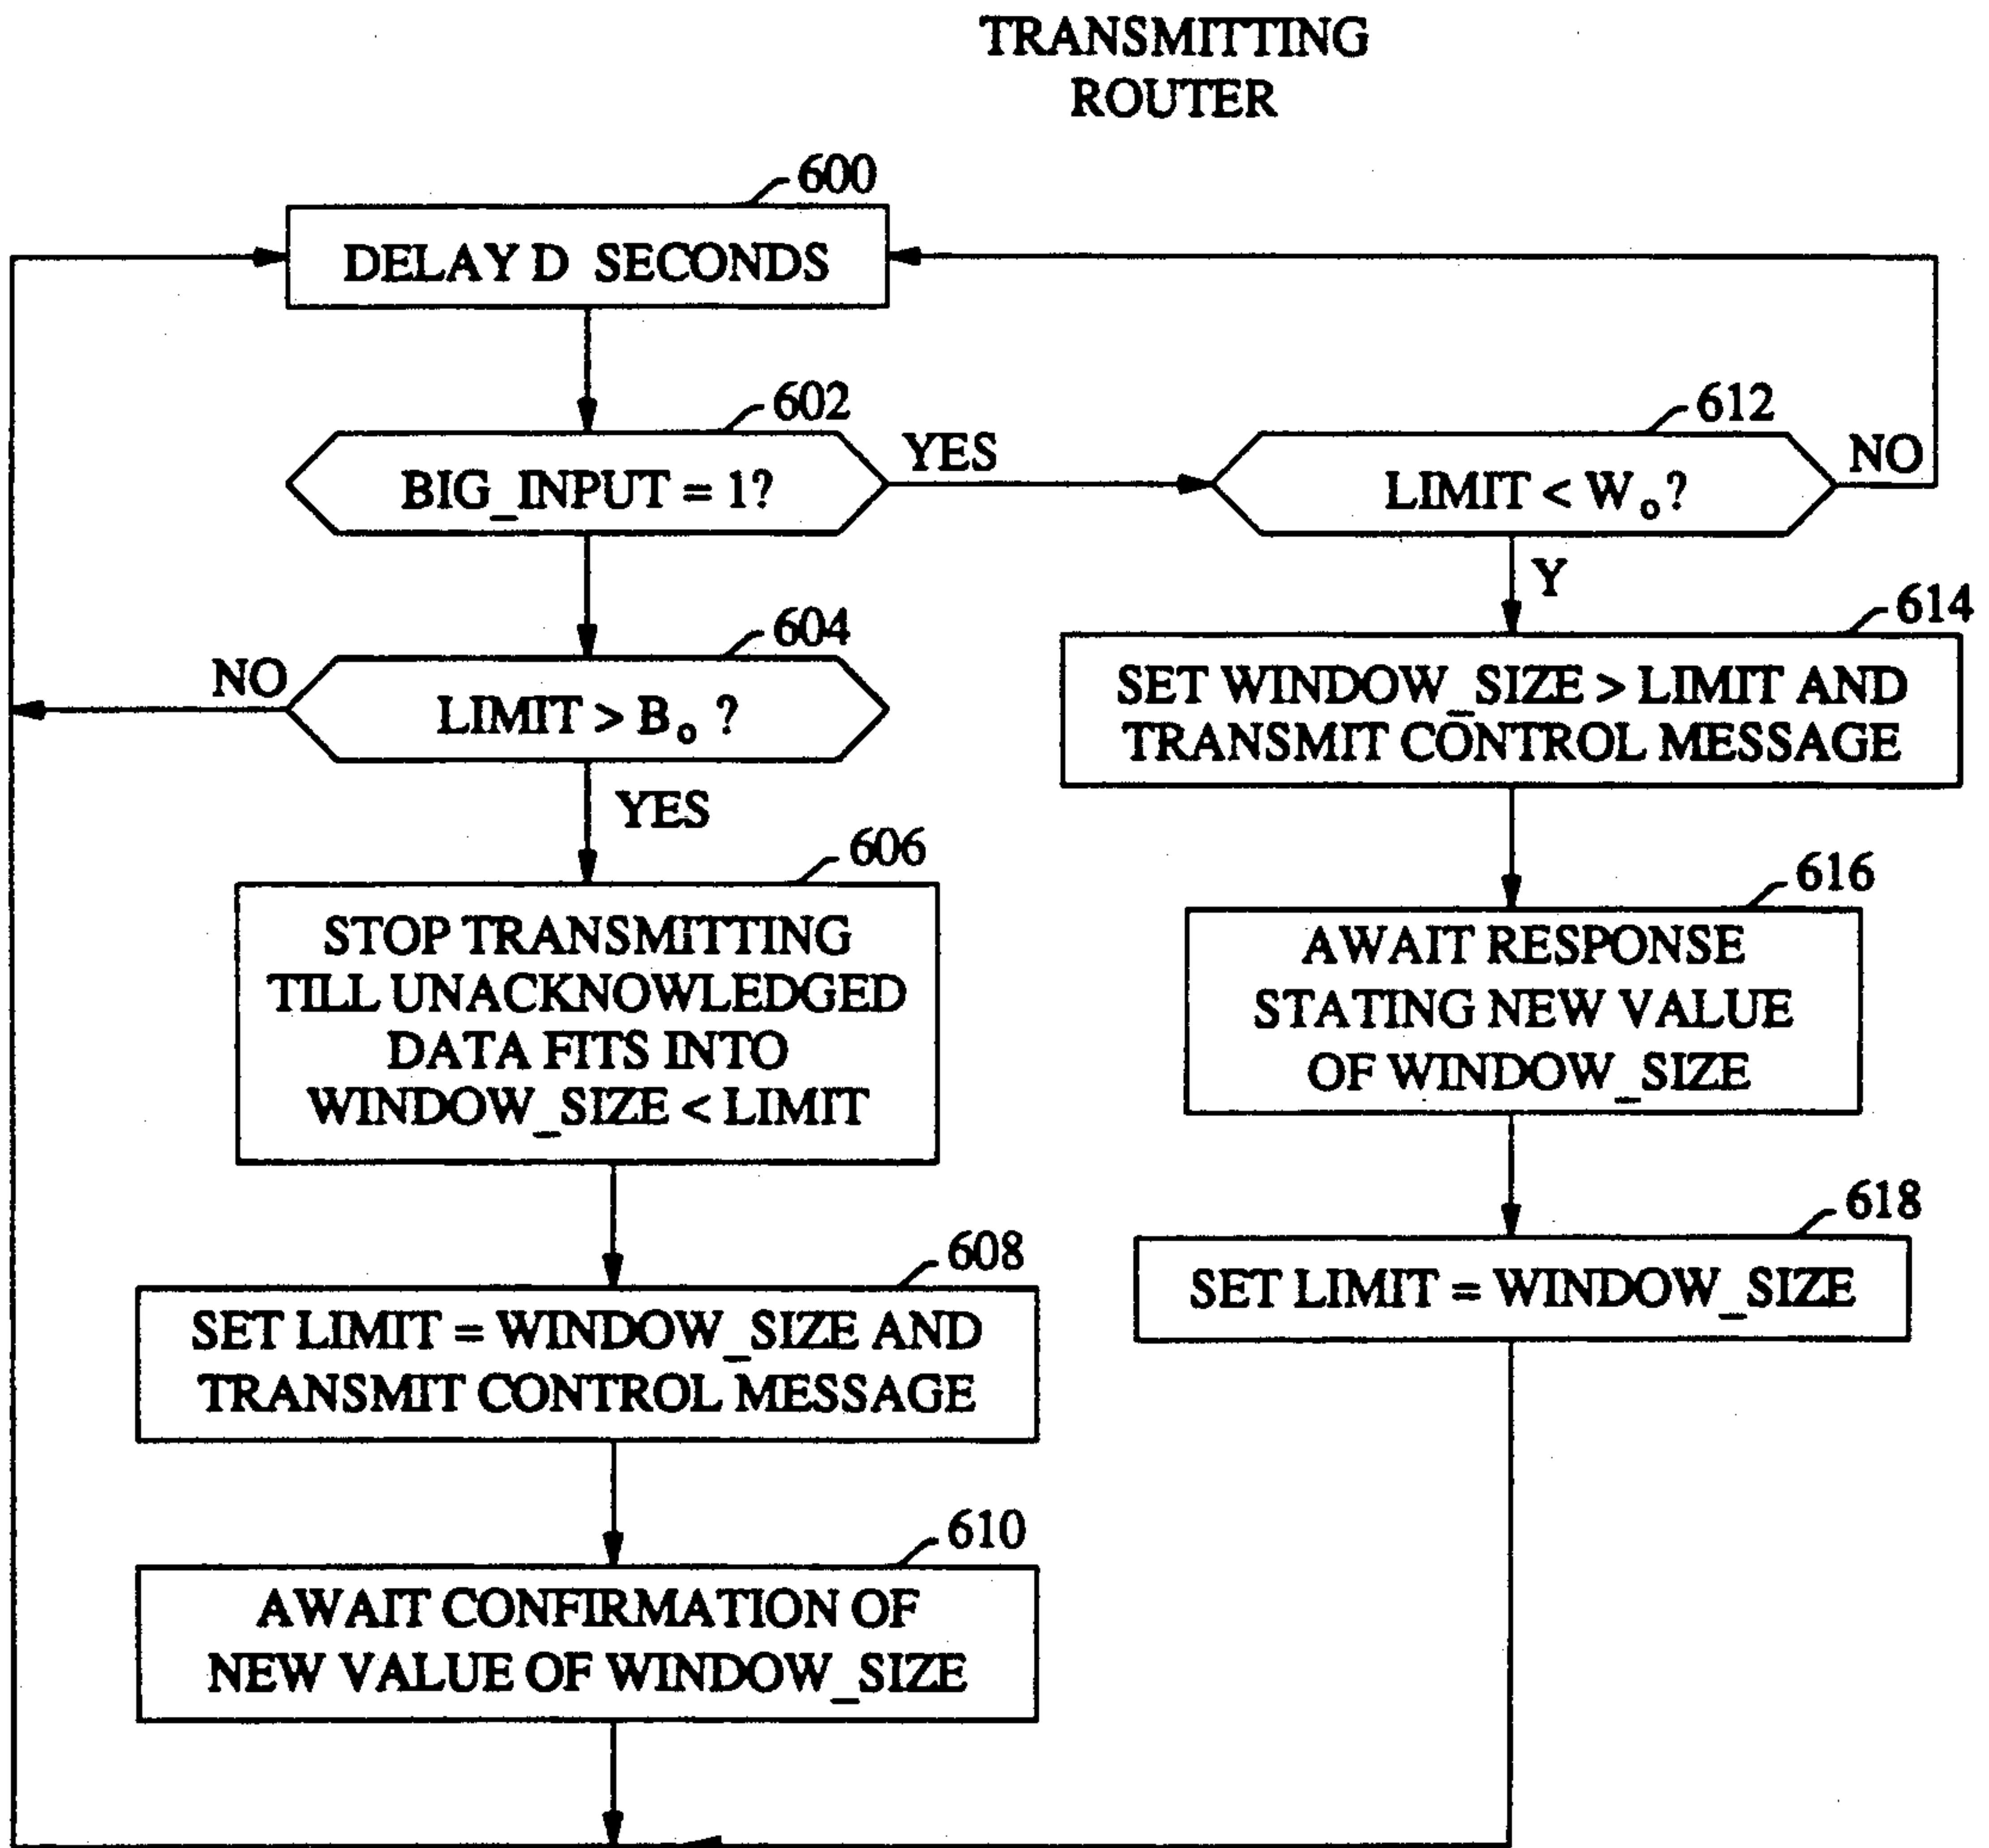 TRANSMITTING
ROUTER
600
DELAY D SECONDS
602
BIG_INPUT = 1?
YES
612
LIMIT < Wo?
NO
Y
604
LIMIT > Bo ?
NO
YES
614
SET WINDOW_SIZE > LIMIT AND
TRANSMIT CONTROL MESSAGE
606
STOP TRANSMITTING
TILL UNACKNOWLEDGED
DATA FITS INTO
WINDOW_SIZE < LIMIT
616
AWAIT RESPONSE
STATING NEW VALUE
OF WINDOW_SIZE
608
SET LIMIT = WINDOW_SIZE AND
TRANSMIT CONTROL MESSAGE
618
SET LIMIT = WINDOW_SIZE
610
AWAIT CONFIRMATION OF
NEW VALUE OF WINDOW_SIZE